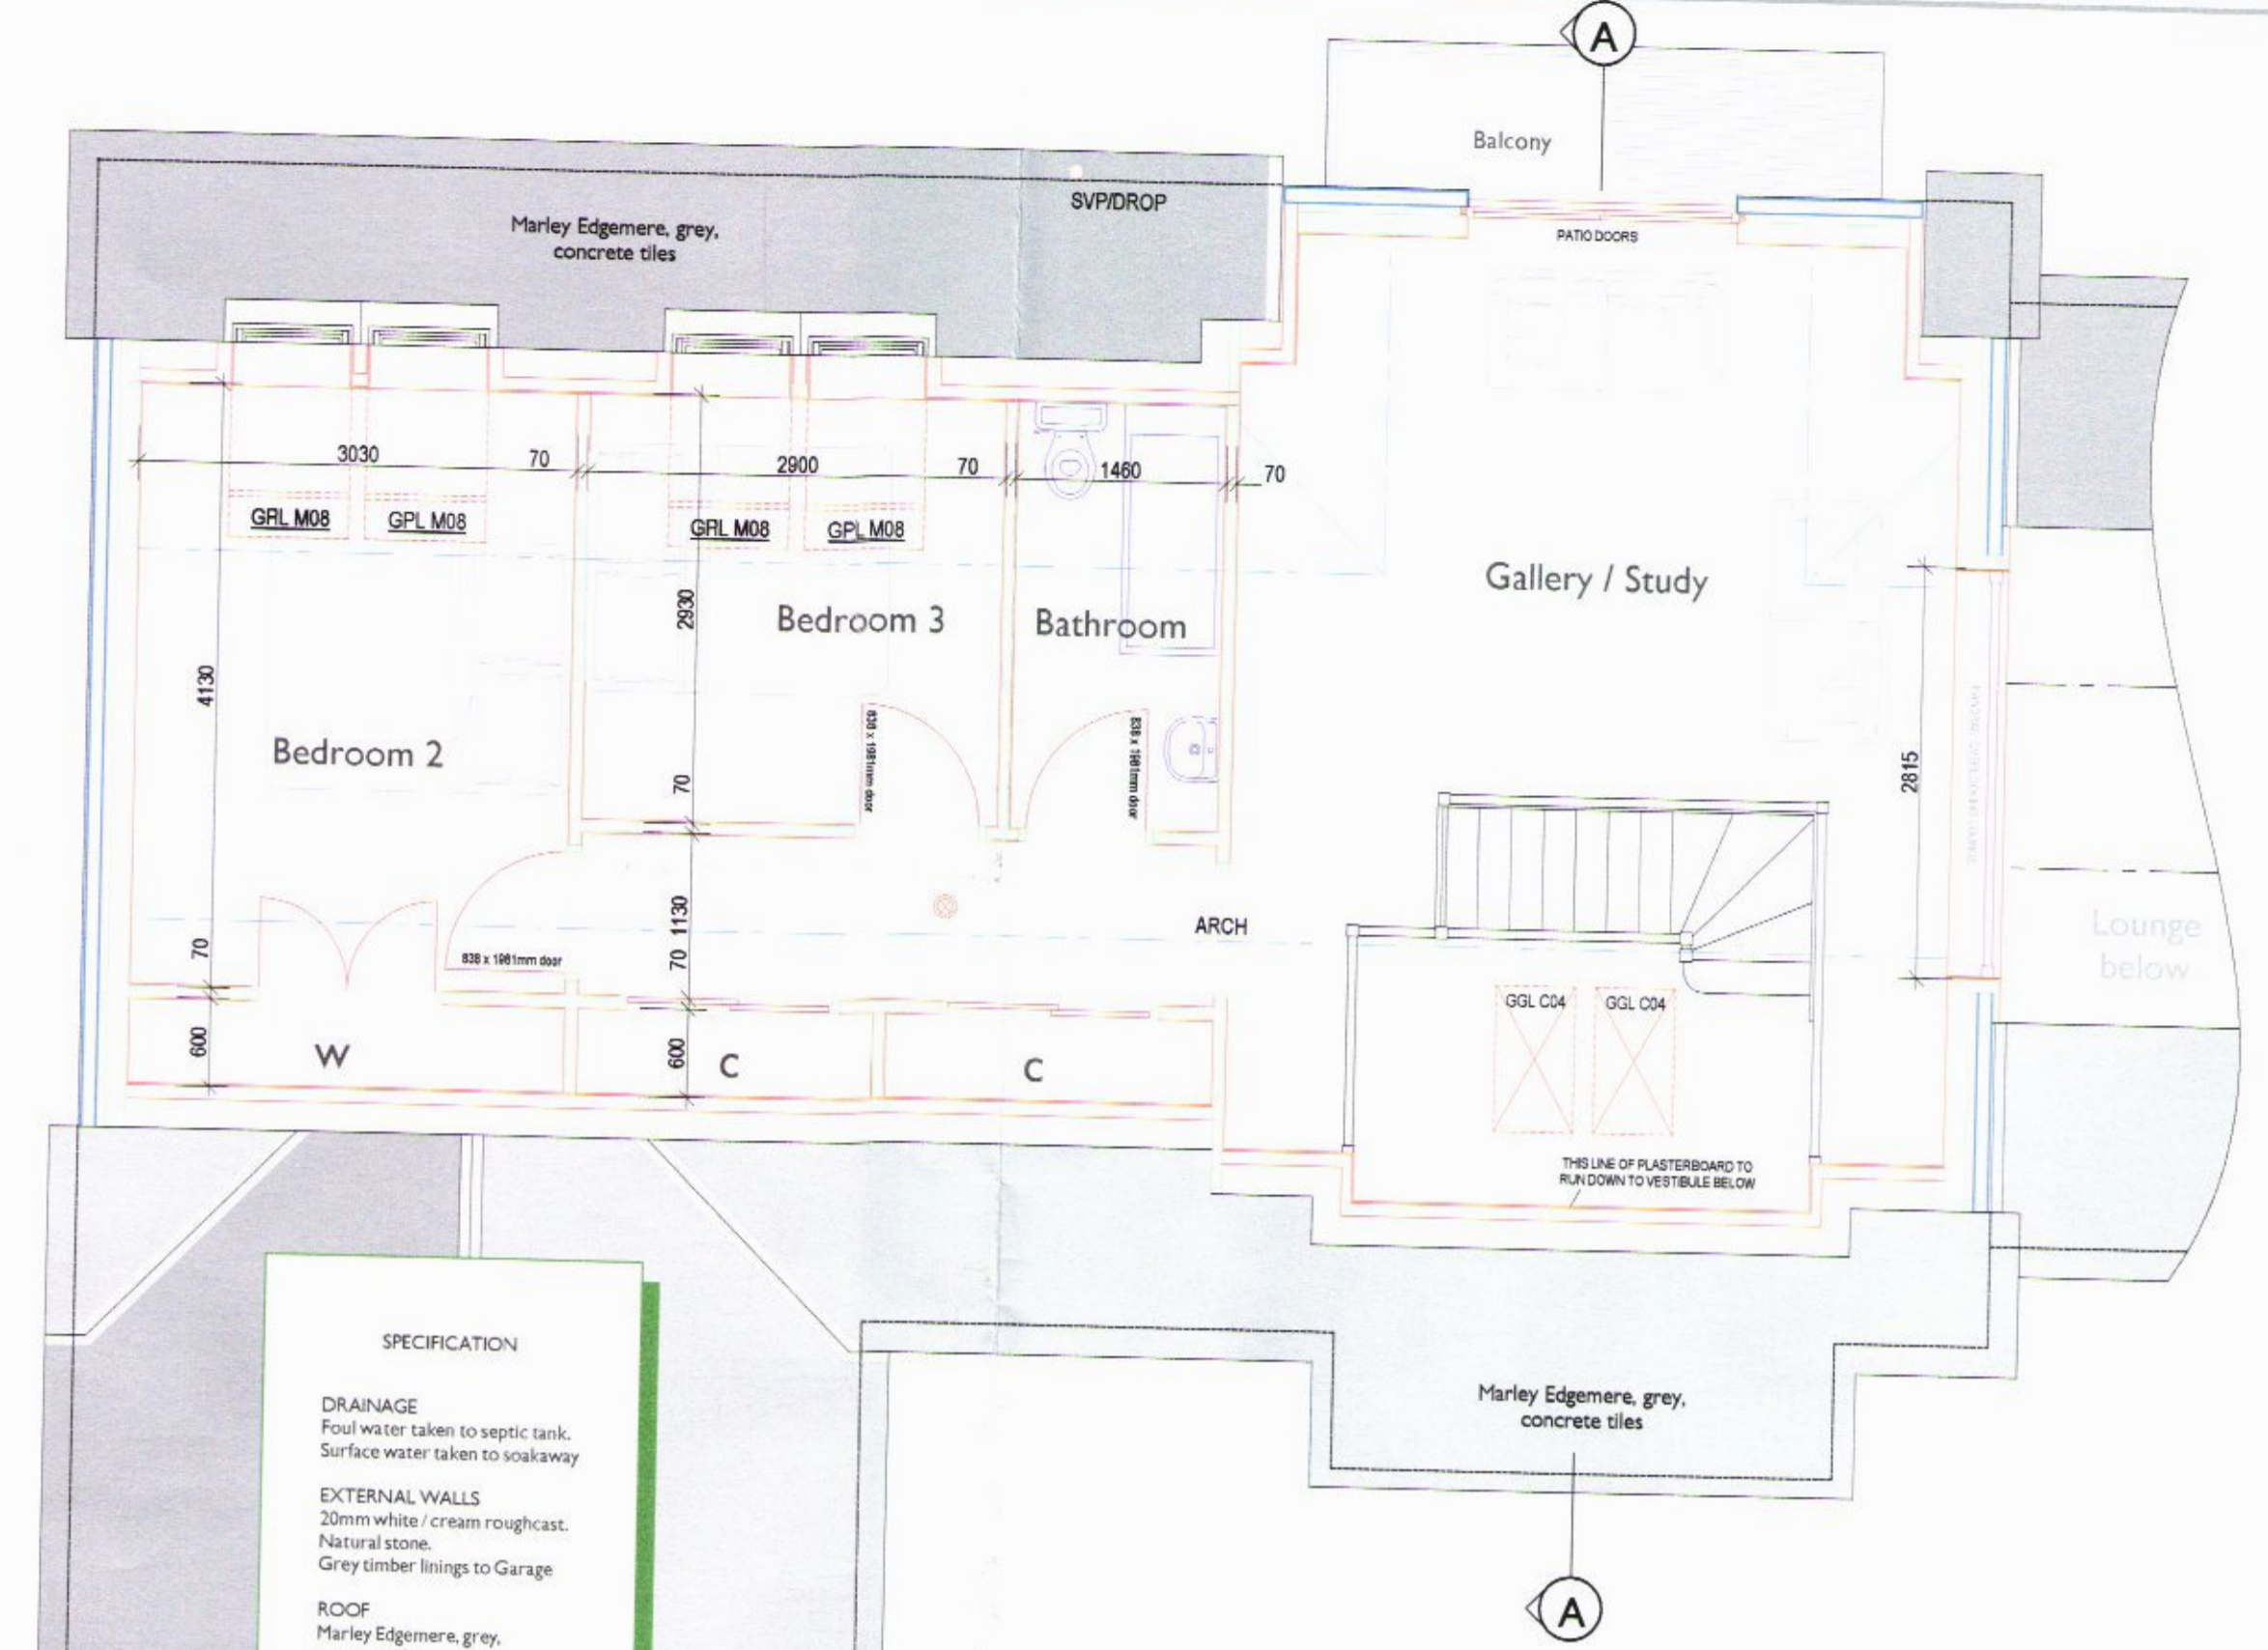 A
Balcony
SVP/DROP
Marley Edgemere, grey,
concrete tiles
PATIO DOORS
3030
70
2900
70
1460
70
GRL M08
GPL M08
GRL M08
GPL M08
Gallery / Study
2930
Bedroom 3
Bathroom
4130
Bedroom 2
838 x 1981mm door
838 x 1981mm door
70
2815
Lounge
below
ARCH
1130
70
70
838 x 1981mm door
GGL C04
GGL C04
600
W
600
C
C
THIS LINE OF PLASTERBOARD TO
RUN DOWN TO VESTIBULE BELOW
SPECIFICATION
DRAINAGE
Foul water taken to septic tank.
Surface water taken to soakaway
EXTERNAL WALLS
20mm white / cream roughcast.
Natural stone.
Grey timber linings to Garage
ROOF
Marley Edgemere, grey,
Marley Edgemere, grey,
concrete tiles
A